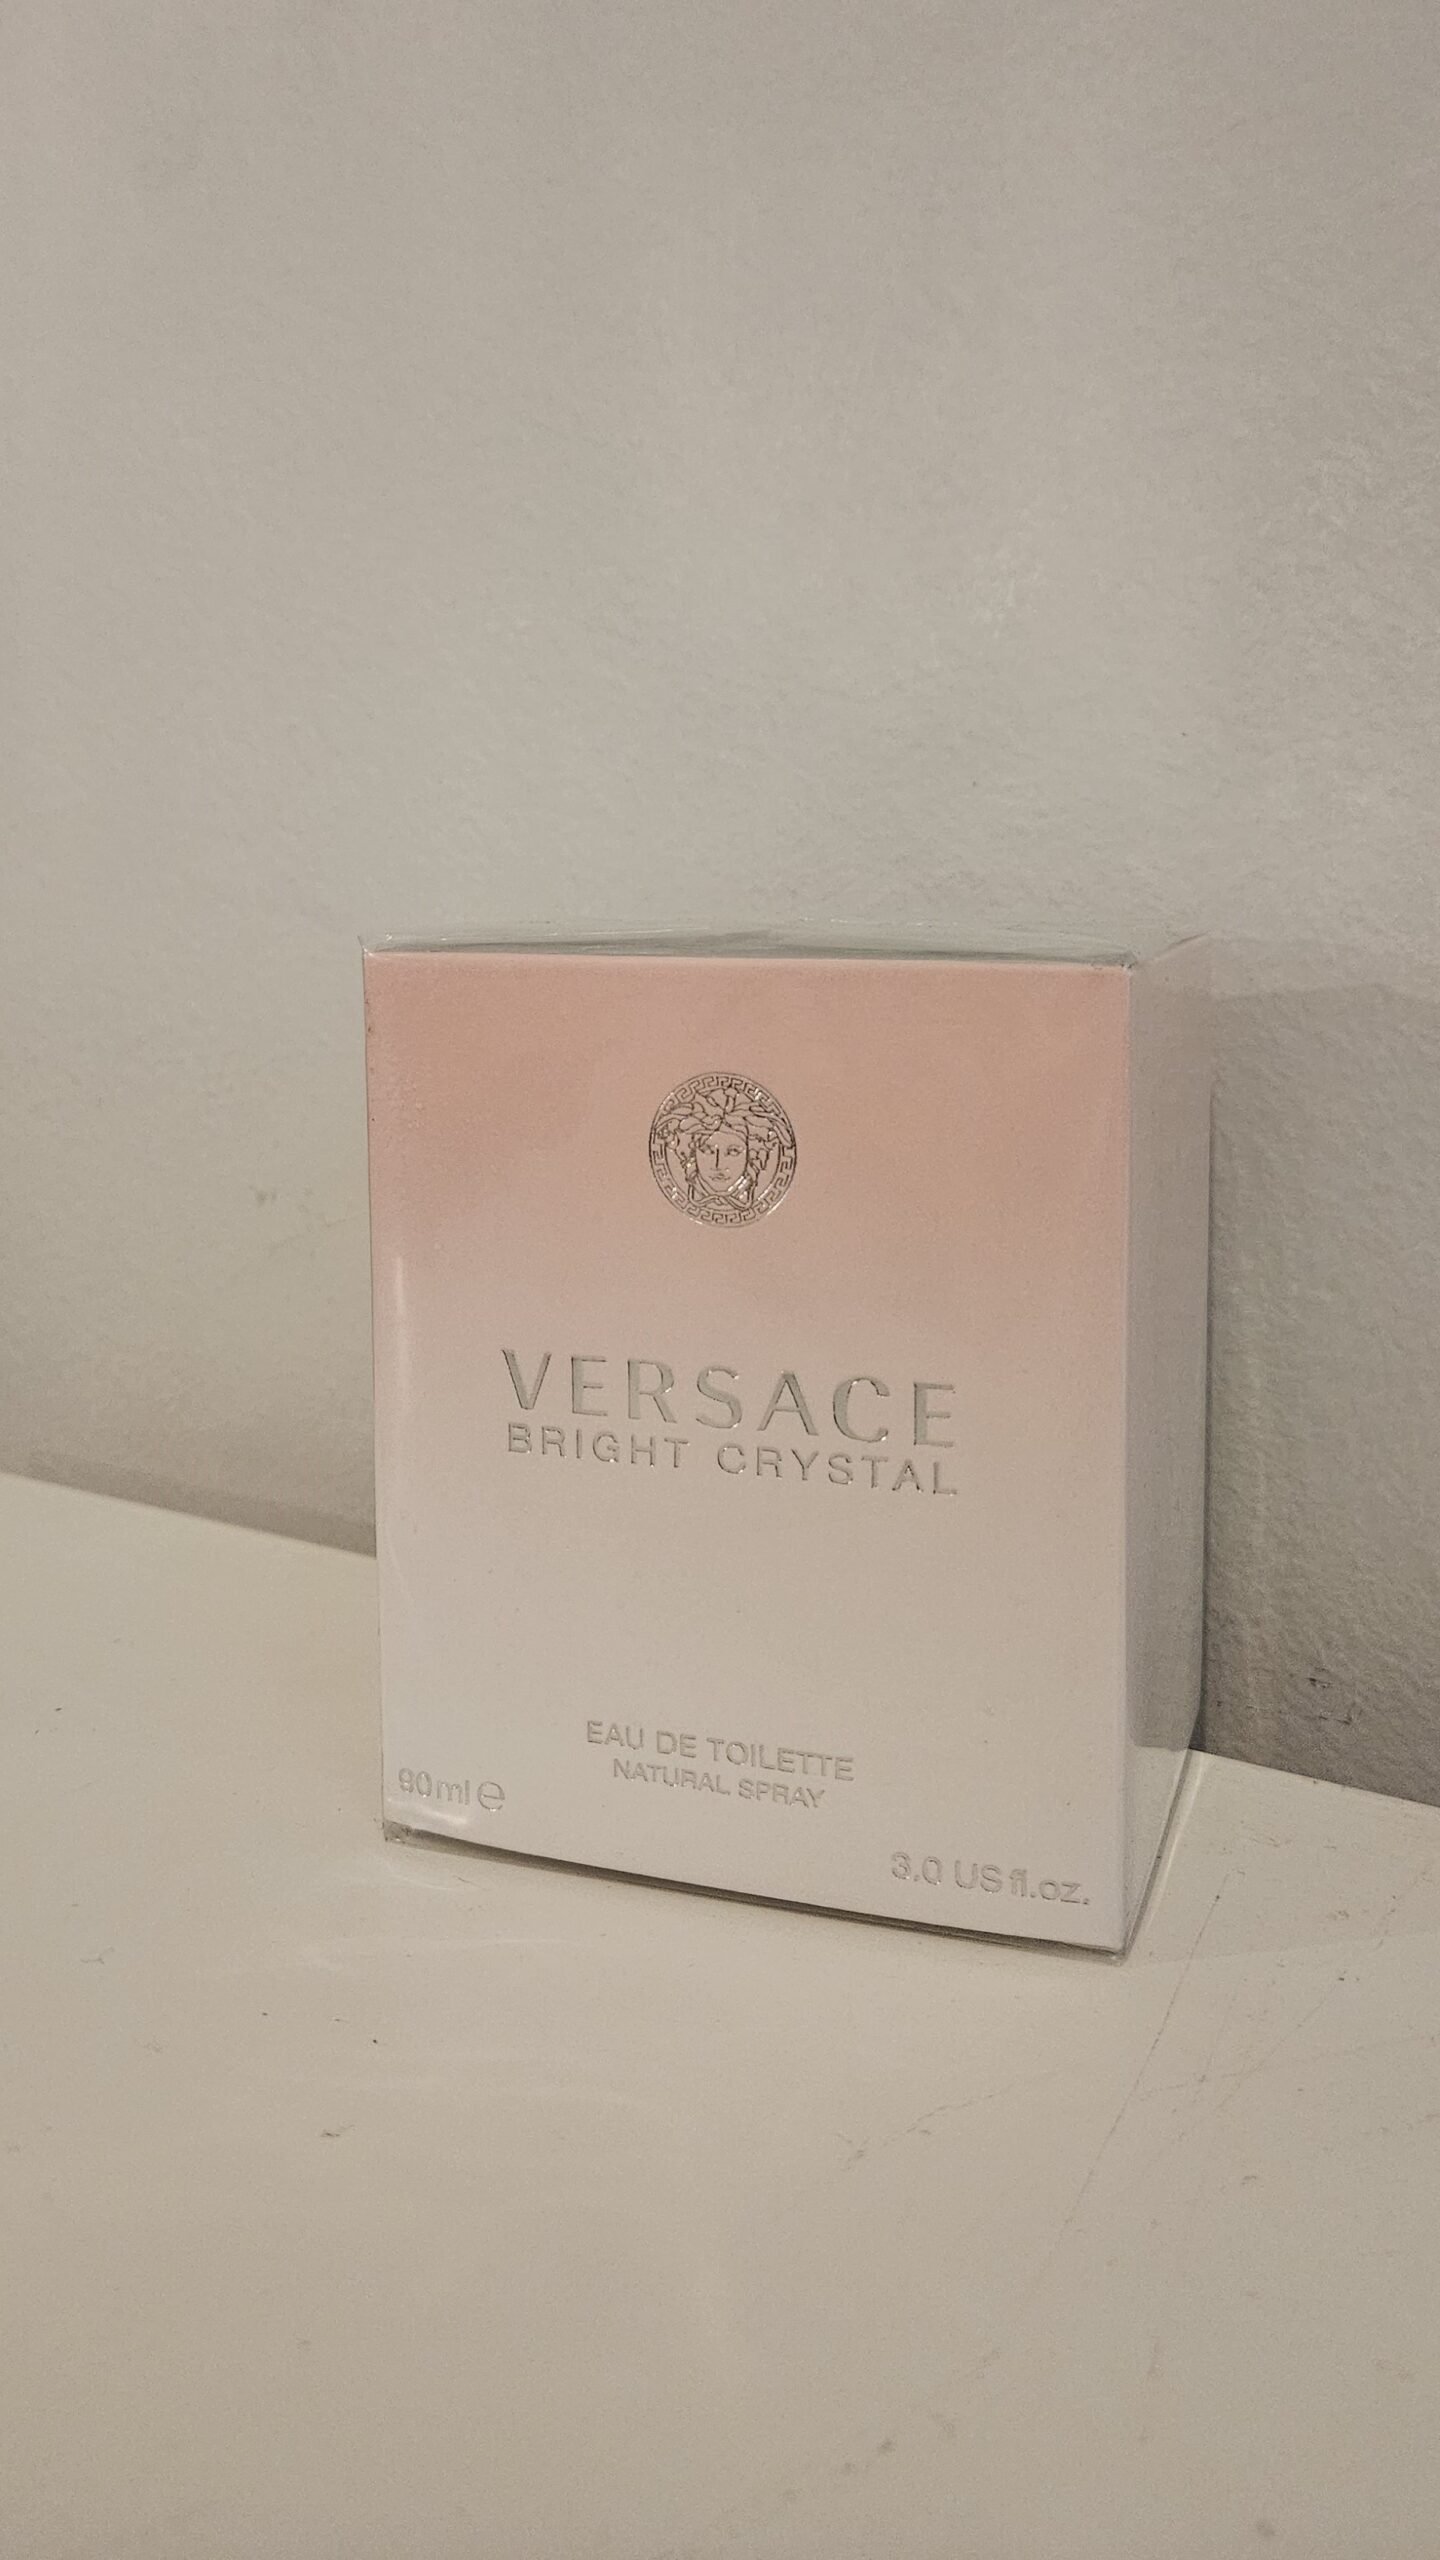 VERSACE
BRIGHT CRYSTAL
EAU DE TOILETTE
NATURAL SPRAY
90ml ℮
3.0 US fl.oz.